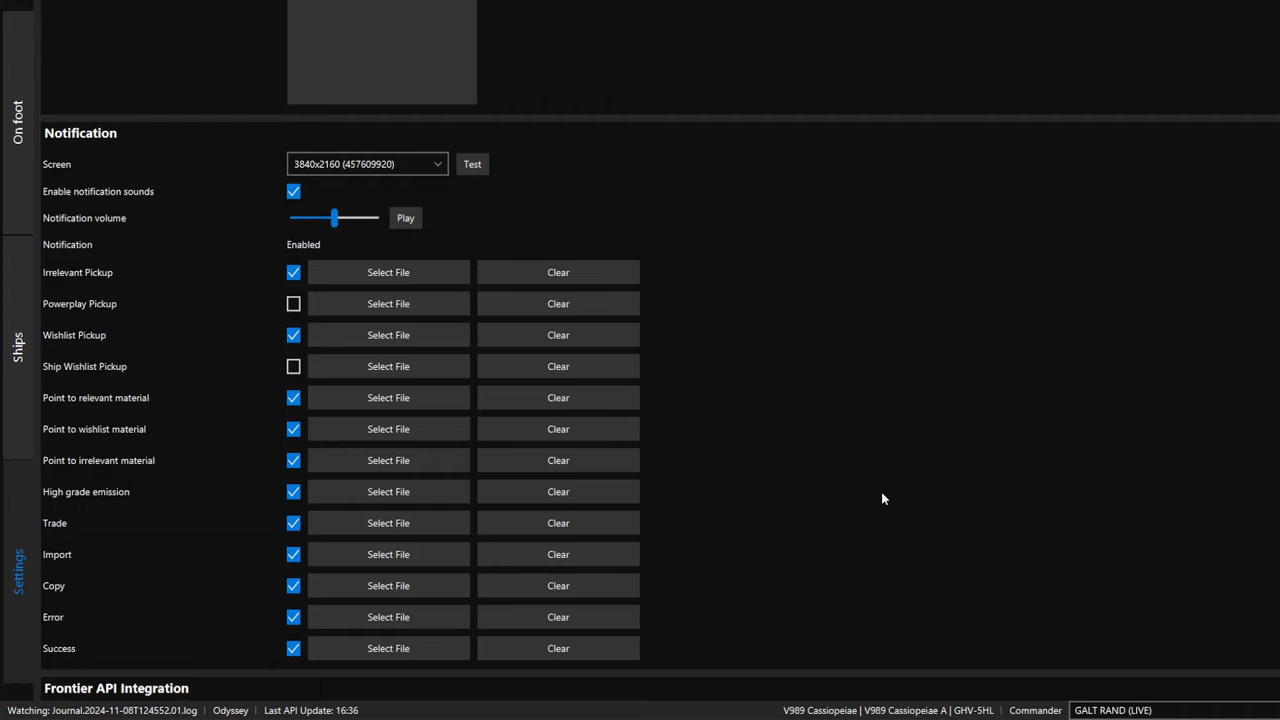 On foot
Ships
Settings
Notification
Screen 3840x2160 (457609920) Test
Enable notification sounds
Notification volume Play
Notification Enabled
Irrelevant Pickup Select File Clear
Powerplay Pickup Select File Clear
Wishlist Pickup Select File Clear
Ship Wishlist Pickup Select File Clear
Point to relevant material Select File Clear
Point to wishlist material Select File Clear
Point to irrelevant material Select File Clear
High grade emission Select File Clear
Trade Select File Clear
Import Select File Clear
Copy Select File Clear
Error Select File Clear
Success Select File Clear
Frontier API Integration
Watching: Journal.2024-11-08T124552.01.log | Odyssey | Last API Update: 16:36 V989 Cassiopeiae | V989 Cassiopeiae A | GHV-5HL | Commander GALT RAND (LIVE)